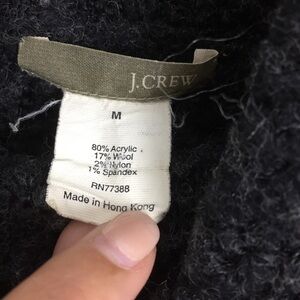 J.CREW
M
80% Acrylic
17% Wool
2% Nylon
1% Spandex
RN77388
Made in Hong Kong